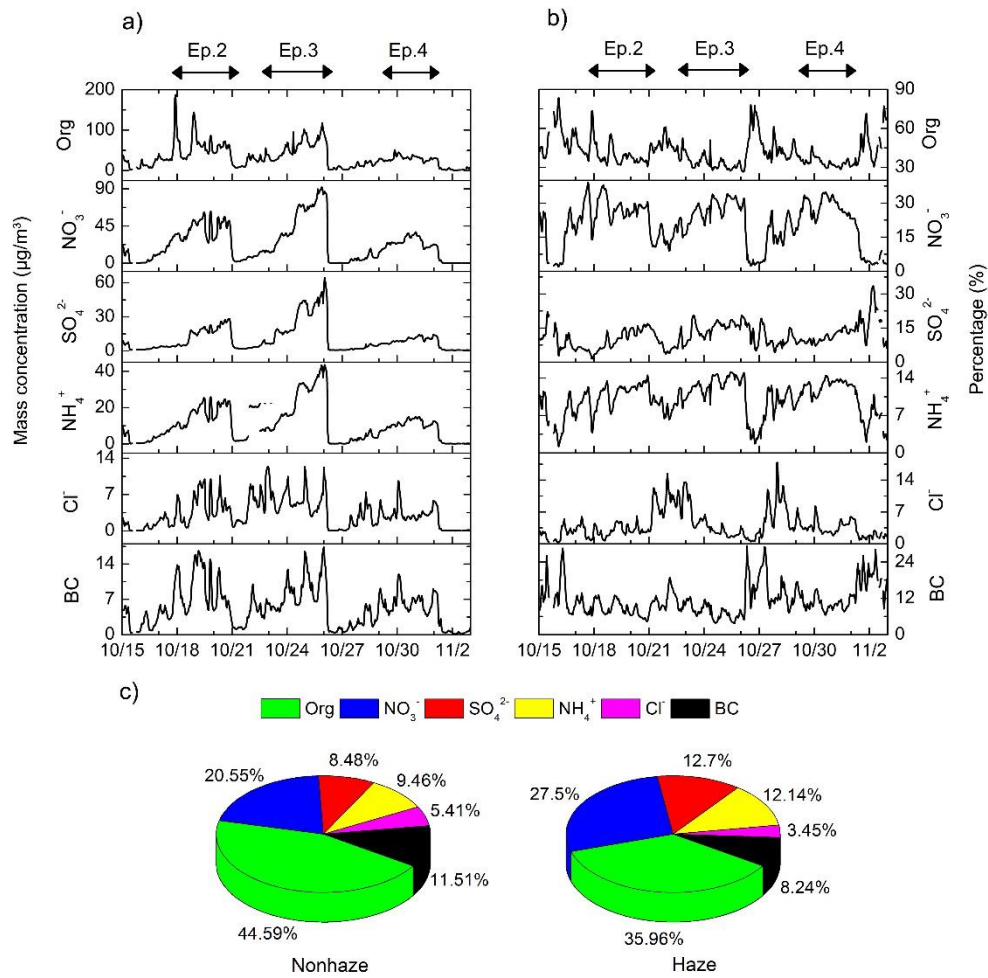 a)
b)
Ep.2 Ep.3 Ep.4
Ep.2 Ep.3 Ep.4
Mass concentration (μg/m³)
Org
200
100
0
NO₃⁻
90
45
0
SO₄²⁻
60
30
0
NH₄⁺
40
20
0
Cl⁻
14
7
0
BC
14
7
0
10/15 10/18 10/21 10/24 10/27 10/30 11/2
90
60
30
Org
30
15
0
NO₃⁻
30
15
0
SO₄²⁻
14
7
0
NH₄⁺
14
7
0
Cl⁻
24
12
0
BC
Percentage (%)
10/15 10/18 10/21 10/24 10/27 10/30 11/2
c)
Org NO₃⁻ SO₄²⁻ NH₄⁺ Cl⁻ BC
20.55%
8.48%
9.46%
5.41%
11.51%
44.59%
Nonhaze
27.5%
12.7%
12.14%
3.45%
8.24%
35.96%
Haze